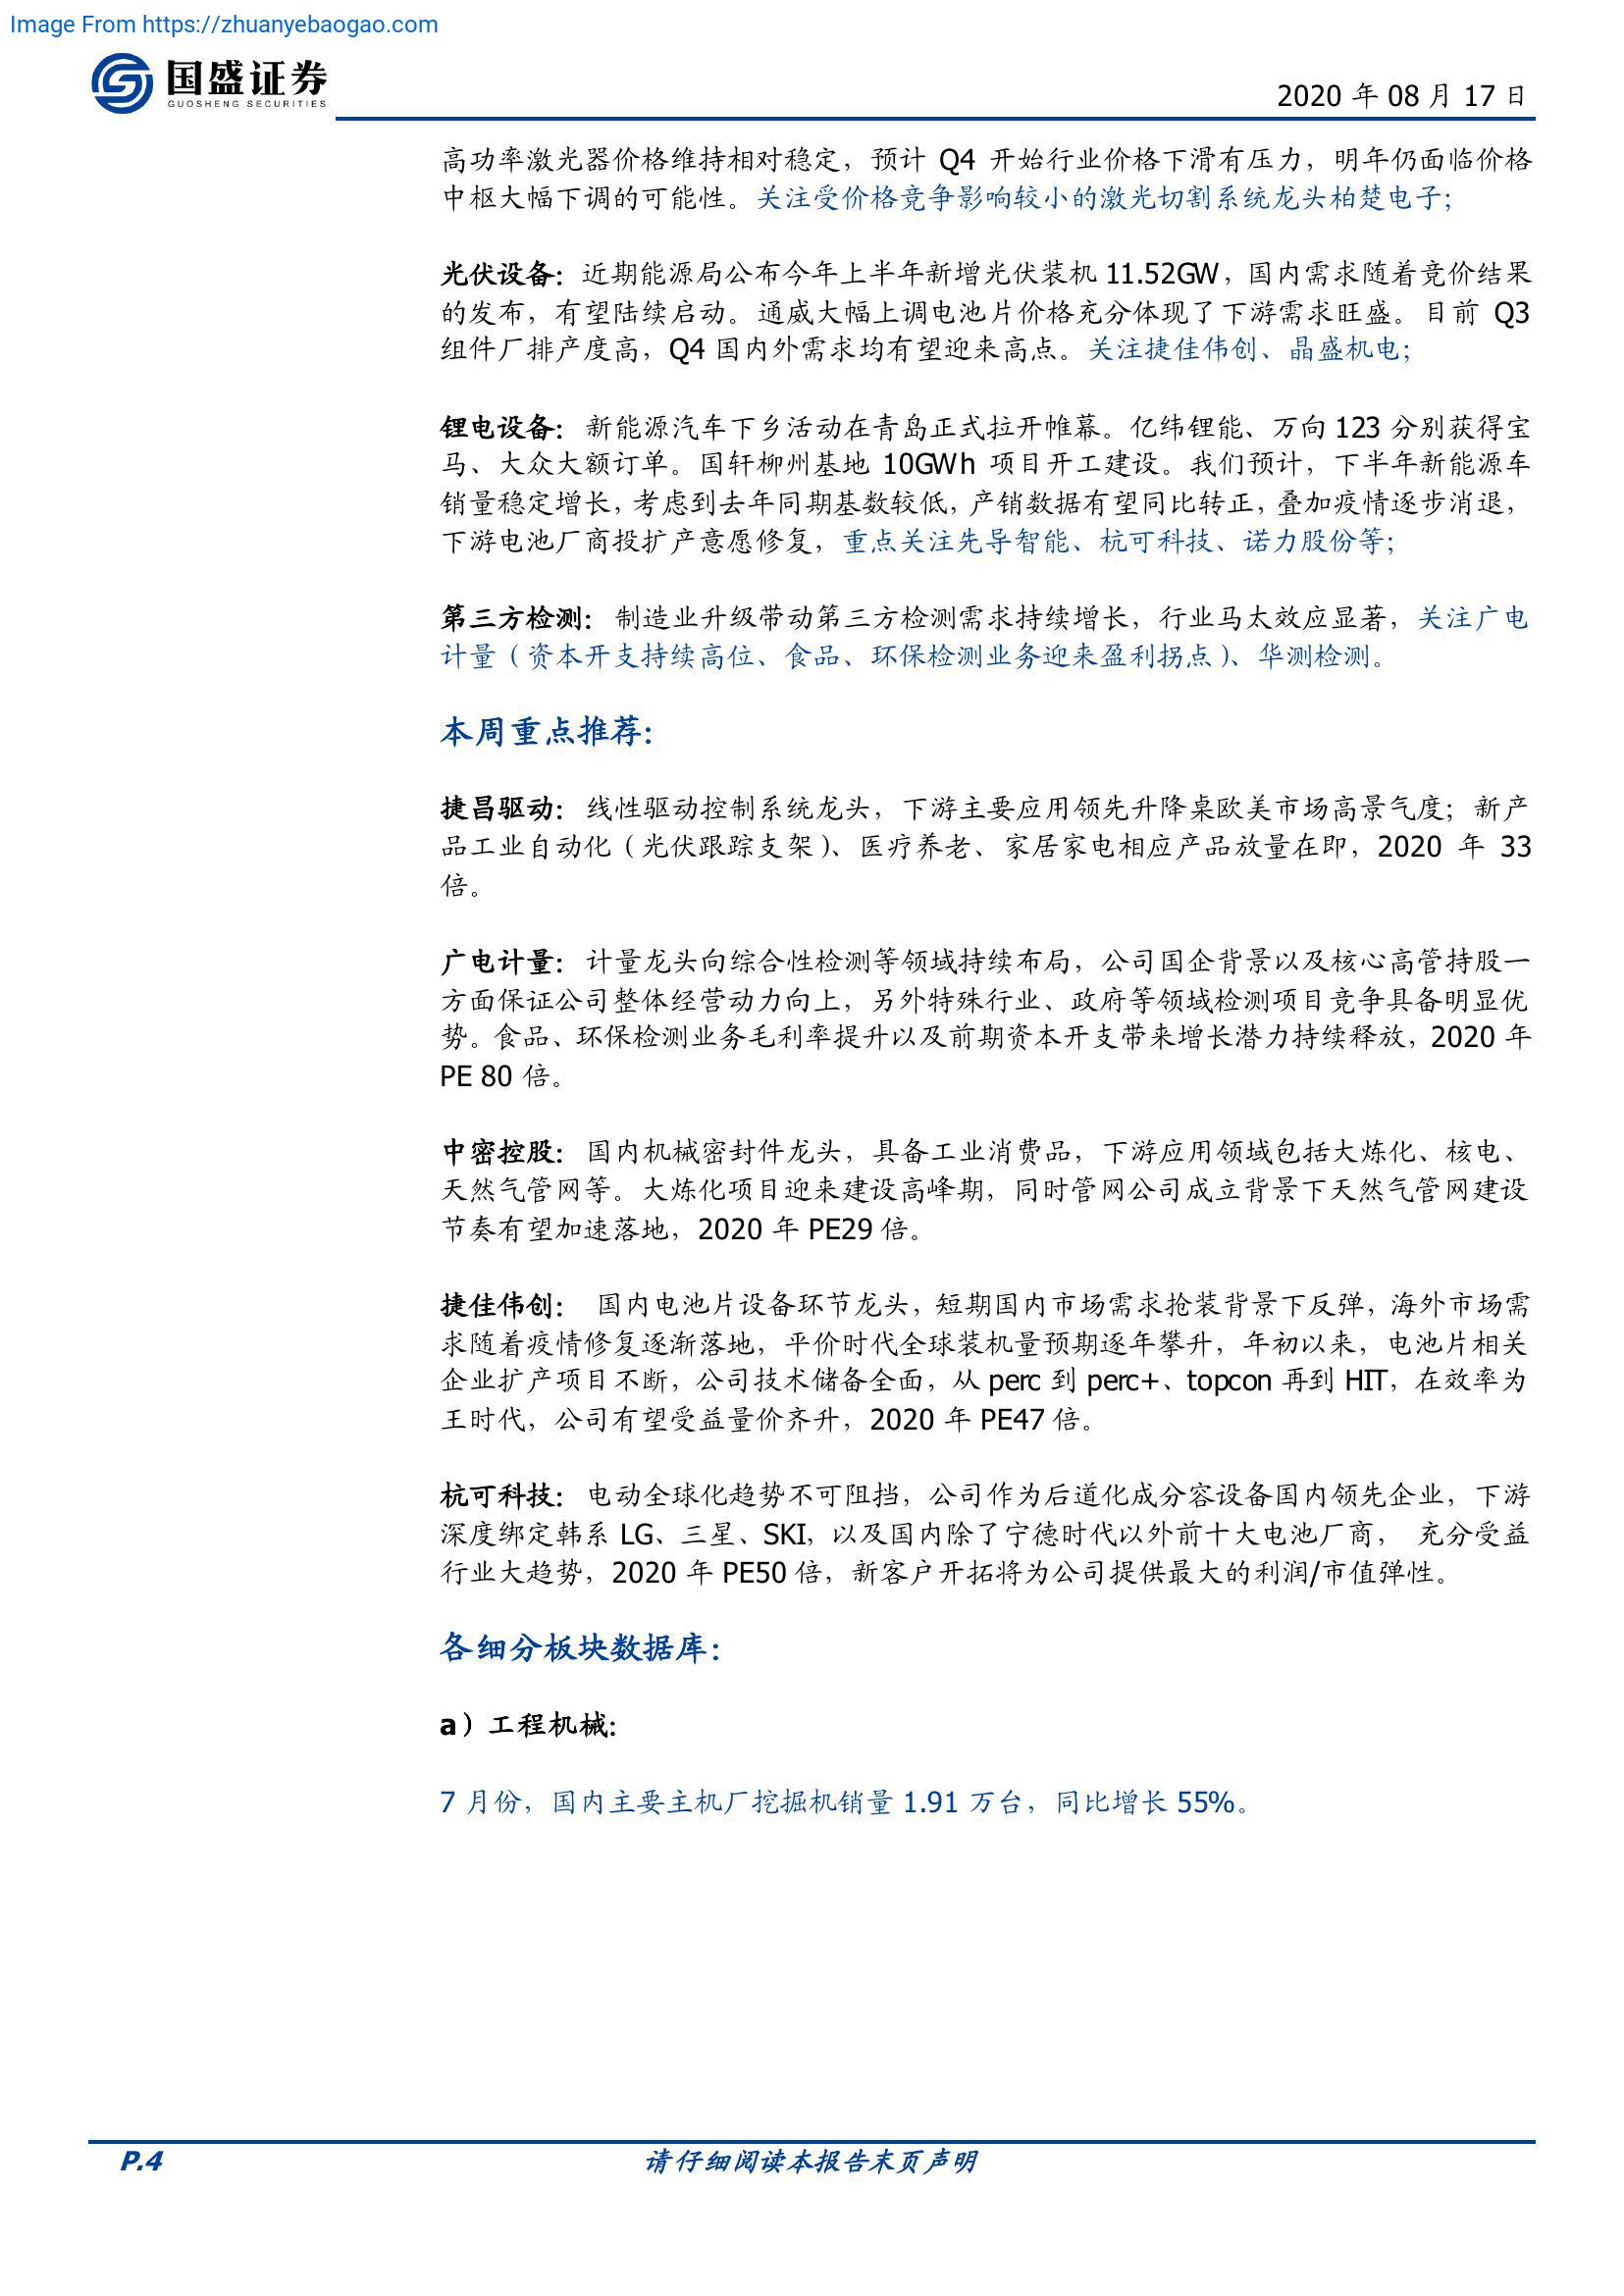 Image From https://zhuanyebaogao.com
国盛证券
GUOSHENG SECURITIES
2020 年 08 月 17 日
高功率激光器价格维持相对稳定，预计 Q4 开始行业价格下滑有压力，明年仍面临价格
中枢大幅下调的可能性。关注受价格竞争影响较小的激光切割系统龙头柏楚电子；
光伏设备：近期能源局公布今年上半年新增光伏装机 11.52GW，国内需求随着竞价结果
的发布，有望陆续启动。通威大幅上调电池片价格充分体现了下游需求旺盛。目前 Q3
组件厂排产度高，Q4 国内外需求均有望迎来高点。关注捷佳伟创、晶盛机电；
锂电设备：新能源汽车下乡活动在青岛正式拉开帷幕。亿纬锂能、万向 123 分别获得宝
马、大众大额订单。国轩柳州基地 10GWh 项目开工建设。我们预计，下半年新能源车
销量稳定增长，考虑到去年同期基数较低，产销数据有望同比转正，叠加疫情逐步消退，
下游电池厂商投扩产意愿修复，重点关注先导智能、杭可科技、诺力股份等；
第三方检测：制造业升级带动第三方检测需求持续增长，行业马太效应显著，关注广电
计量（资本开支持续高位、食品、环保检测业务迎来盈利拐点）、华测检测。
本周重点推荐：
捷昌驱动：线性驱动控制系统龙头，下游主要应用领先升降桌欧美市场高景气度；新产
品工业自动化（光伏跟踪支架）、医疗养老、家居家电相应产品放量在即，2020 年 33
倍。
广电计量：计量龙头向综合性检测等领域持续布局，公司国企背景以及核心高管持股一
方面保证公司整体经营动力向上，另外特殊行业、政府等领域检测项目竞争具备明显优
势。食品、环保检测业务毛利率提升以及前期资本开支带来增长潜力持续释放，2020 年
PE 80 倍。
中密控股：国内机械密封件龙头，具备工业消费品，下游应用领域包括大炼化、核电、
天然气管网等。大炼化项目迎来建设高峰期，同时管网公司成立背景下天然气管网建设
节奏有望加速落地，2020 年 PE29 倍。
捷佳伟创： 国内电池片设备环节龙头，短期国内市场需求抢装背景下反弹，海外市场需
求随着疫情修复逐渐落地，平价时代全球装机量预期逐年攀升，年初以来，电池片相关
企业扩产项目不断，公司技术储备全面，从 perc 到 perc+、topcon 再到 HIT，在效率为
王时代，公司有望受益量价齐升，2020 年 PE47 倍。
杭可科技：电动全球化趋势不可阻挡，公司作为后道化成分容设备国内领先企业，下游
深度绑定韩系 LG、三星、SKI，以及国内除了宁德时代以外前十大电池厂商， 充分受益
行业大趋势，2020 年 PE50 倍，新客户开拓将为公司提供最大的利润/市值弹性。
各细分板块数据库：
a）工程机械：
7 月份，国内主要主机厂挖掘机销量 1.91 万台，同比增长 55%。
P.4
请仔细阅读本报告末页声明